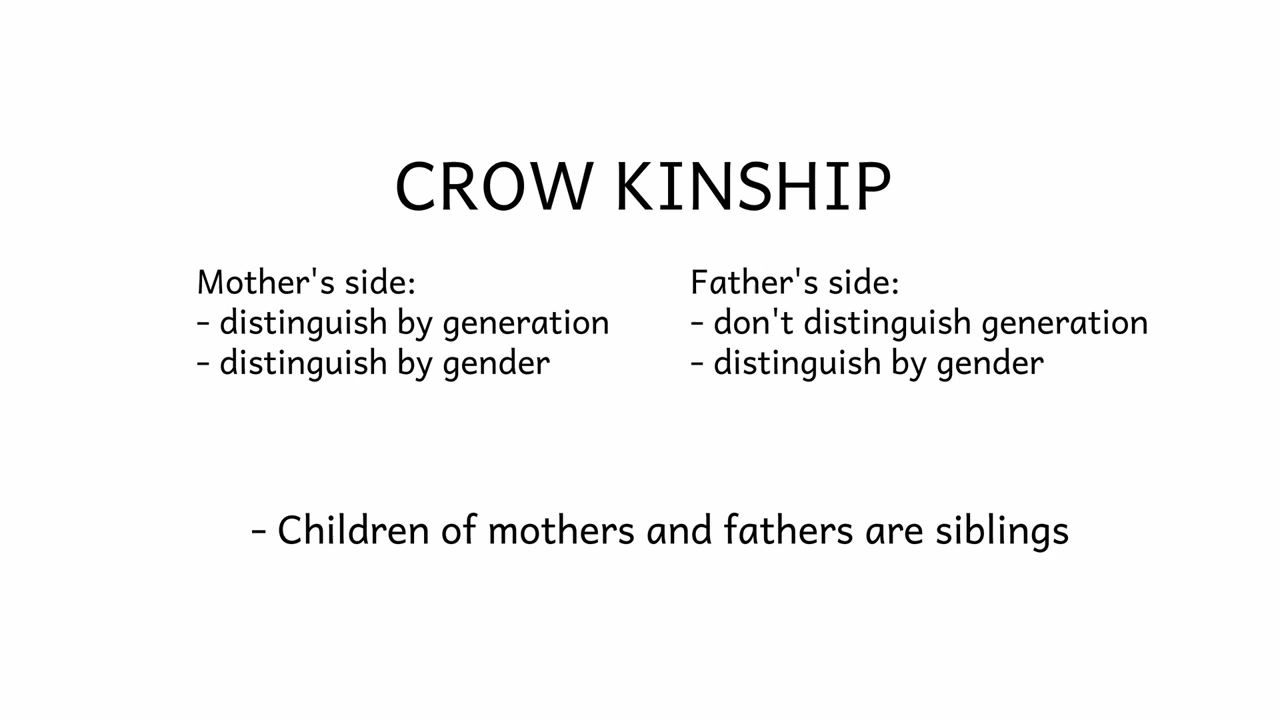 CROW KINSHIP
Mother's side:
- distinguish by generation
- distinguish by gender
Father's side:
- don't distinguish generation
- distinguish by gender
- Children of mothers and fathers are siblings